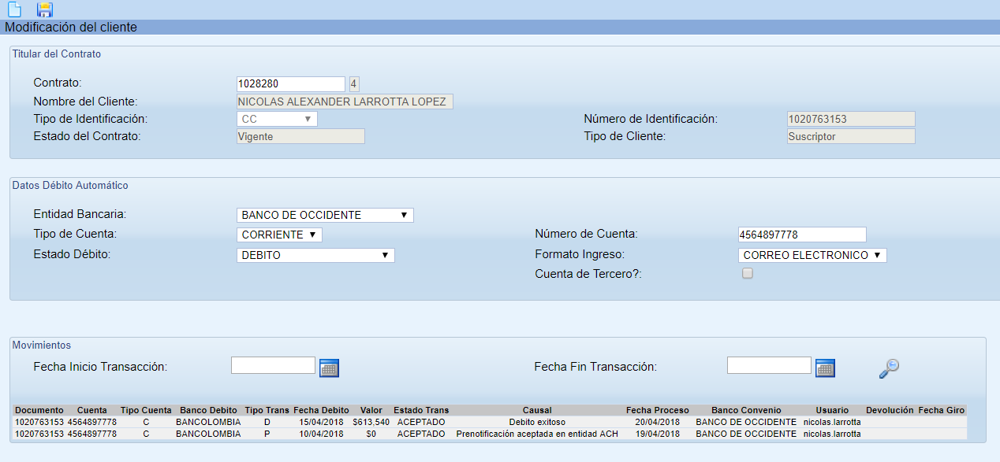 Modificación del cliente
Titular del Contrato
Contrato: 1028280 4
Nombre del Cliente: NICOLAS ALEXANDER LARROTTA LOPEZ
Tipo de Identificación: CC Número de Identificación: 1020763153
Estado del Contrato: Vigente Tipo de Cliente: Suscriptor
Datos Débito Automático
Entidad Bancaria: BANCO DE OCCIDENTE
Tipo de Cuenta: CORRIENTE Número de Cuenta: 4564897778
Estado Débito: DEBITO Formato Ingreso: CORREO ELECTRONICO
Cuenta de Tercero?:
Movimientos
Fecha Inicio Transacción: Fecha Fin Transacción:
Documento Cuenta Tipo Cuenta Banco Debito Tipo Trans Fecha Debito Valor Estado Trans Causal Fecha Proceso Banco Convenio Usuario Devolución Fecha Giro
1020763153 4564897778 C BANCOLOMBIA D 15/04/2018 $613,540 ACEPTADO Debito exitoso 20/04/2018 BANCO DE OCCIDENTE nicolas.larrotta
1020763153 4564897778 C BANCOLOMBIA P 10/04/2018 $0 ACEPTADO Prenotificación aceptada en entidad ACH 19/04/2018 BANCO DE OCCIDENTE nicolas.larrotta